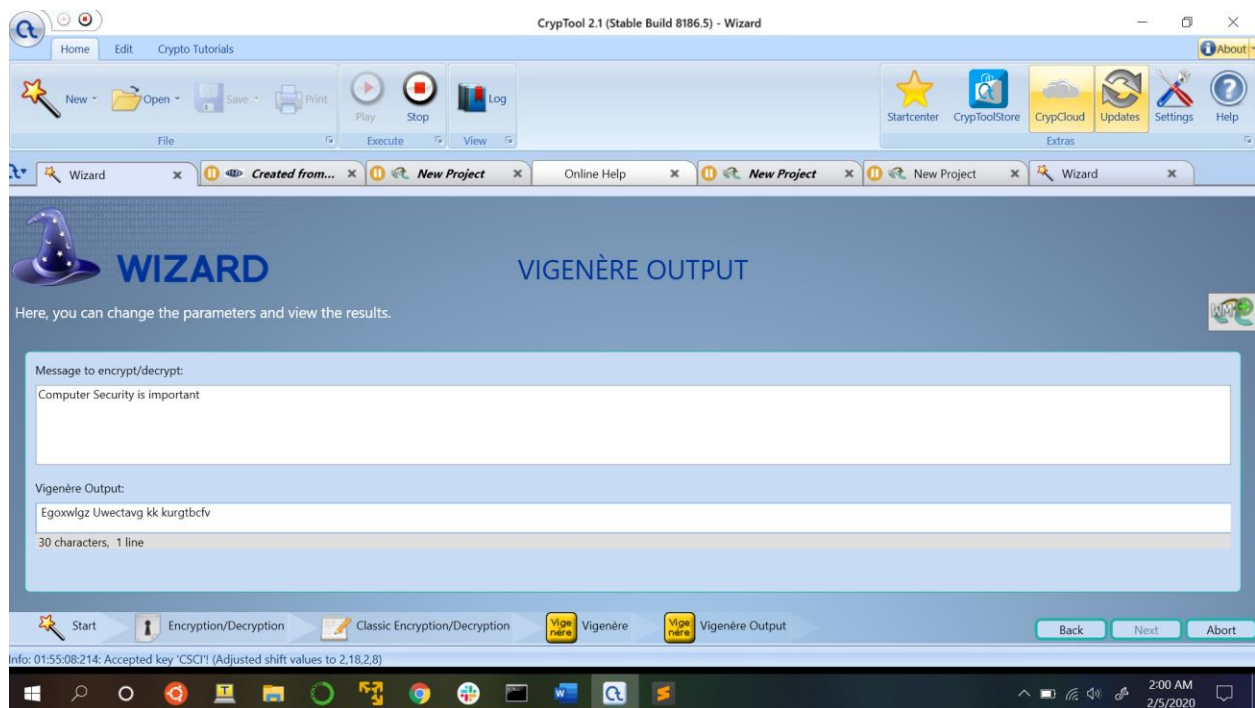 CrypTool 2.1 (Stable Build 8186.5) - Wizard
Home Edit Crypto Tutorials About
New Open Save Print Play Stop Log Startcenter CrypToolStore CrypCloud Updates Settings Help
File Execute View Extras
Wizard Created from... New Project Online Help New Project New Project Wizard
WIZARD
VIGENÈRE OUTPUT
Here, you can change the parameters and view the results.
Message to encrypt/decrypt:
Computer Security is important
Vigenère Output:
Egoxwlgz Uwectavg kk kurgtbcfv
30 characters, 1 line
Start Encryption/Decryption Classic Encryption/Decryption Vige nère Vigenère Vige nère Vigenère Output Back Next Abort
Info: 01:55:08:214: Accepted key 'CSCI'! (Adjusted shift values to 2,18,2,8)
2:00 AM
2/5/2020